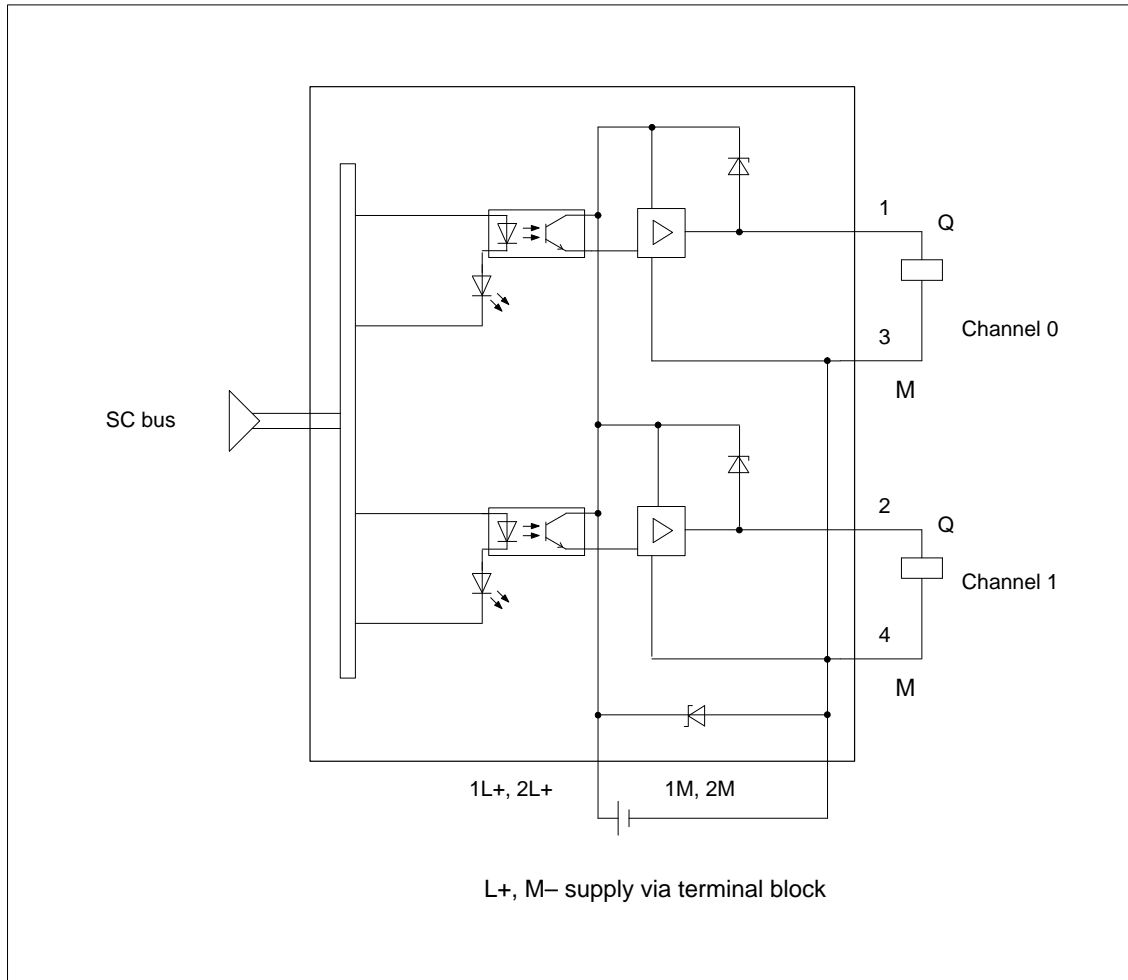 1
Q
Channel 0
3
M
SC bus
2
Q
Channel 1
4
M
1L+, 2L+
1M, 2M
L+, M– supply via terminal block